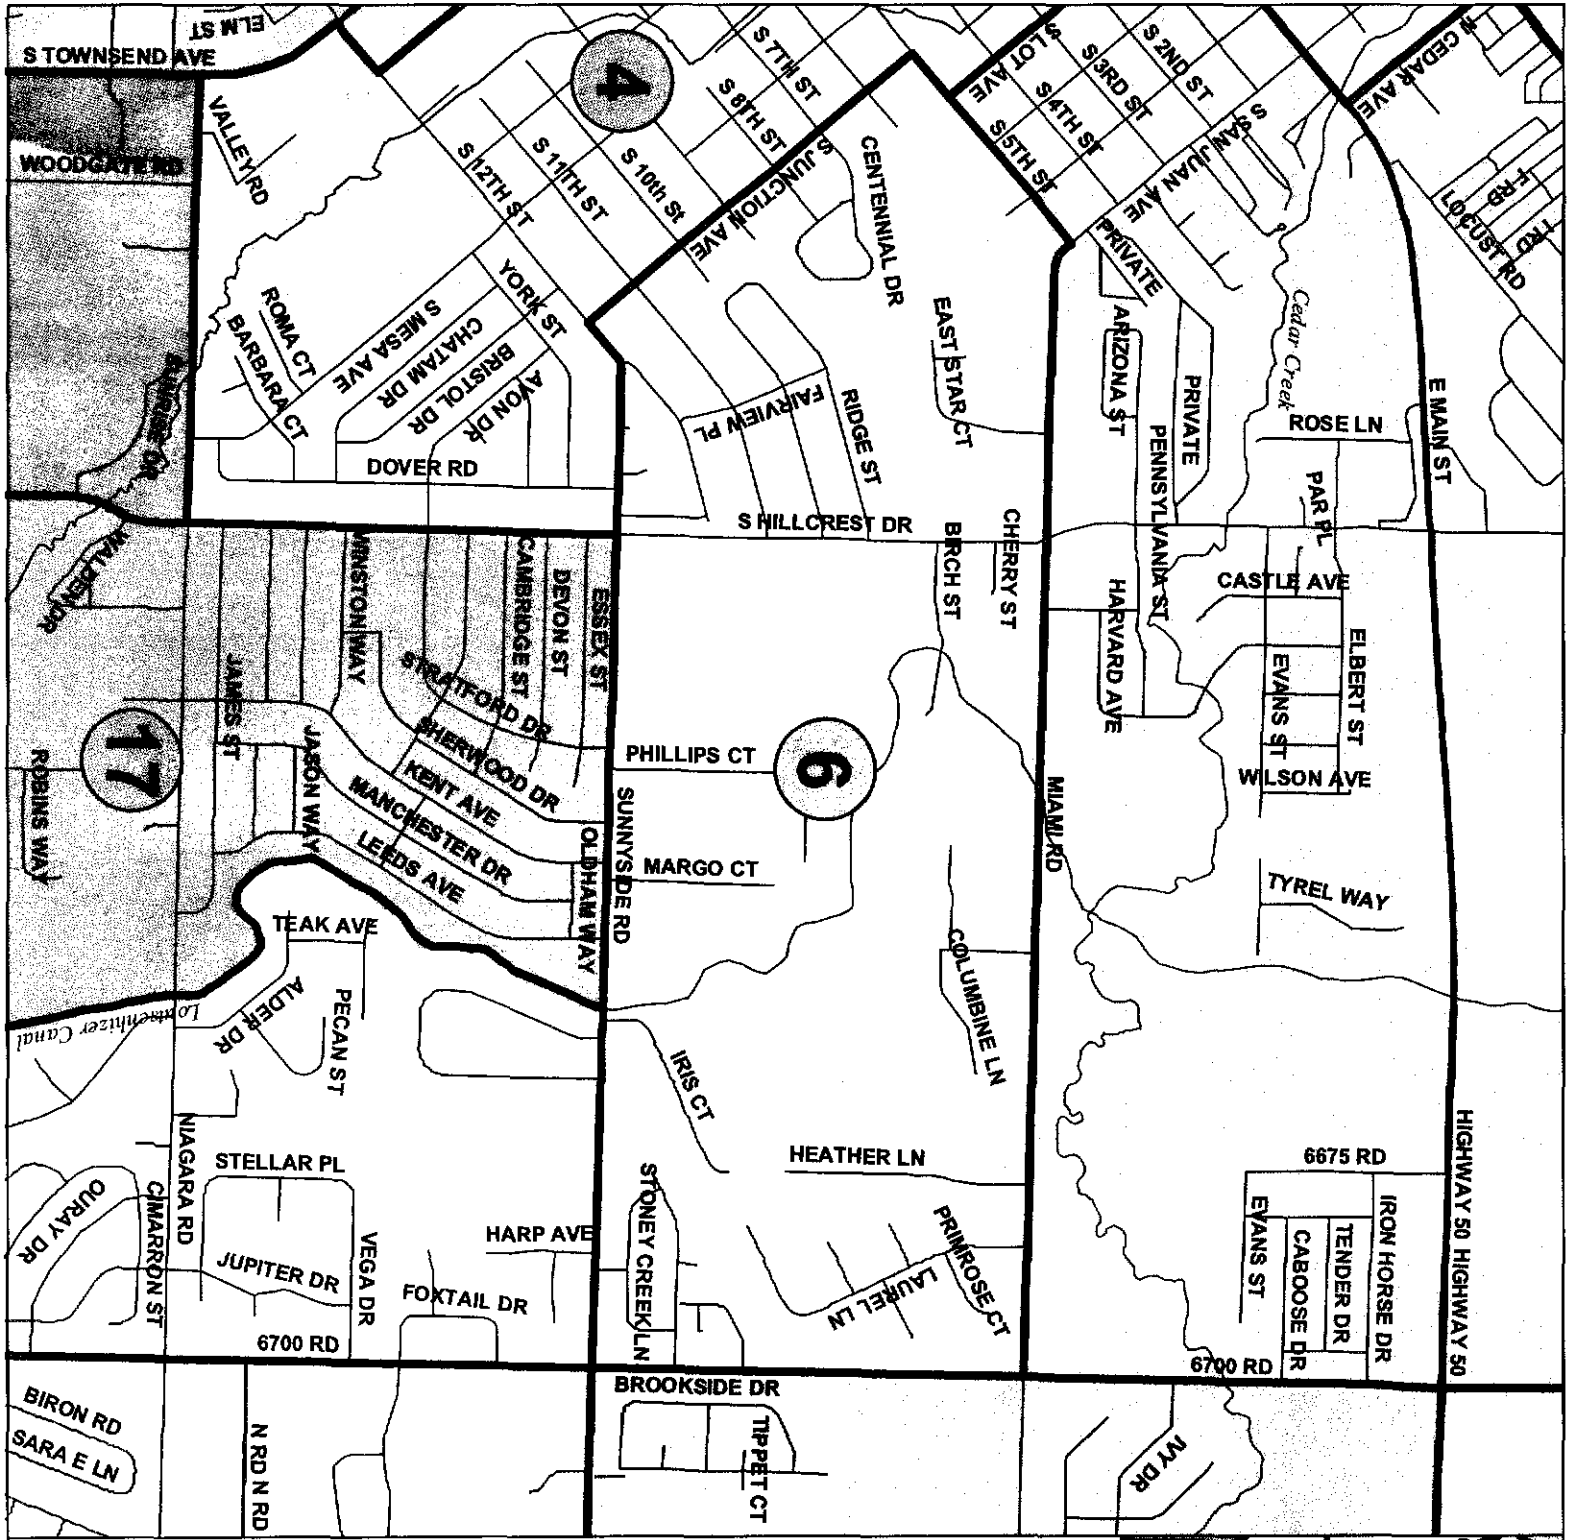 ELM ST
S TOWNSEND AVE
WOODGATE RD
VALLEY RD
4
S 7TH ST
S 8TH ST
S 10th St
S 11TH ST
S 12TH ST
S JUNCTION AVE
CENTENNIAL DR
S LOT AVE
S 2ND ST
S 3RD ST
S 4TH ST
S 5TH ST
S SAN JUAN AVE
N CEDAR AVE
LOCUST RD
F RD
I RD
PRIVATE
ARIZONA ST
PRIVATE
PENNSYLVANIA ST
Cedar Creek
E MAIN ST
ROSE LN
PAR PL
ROMA CT
BARBARA CT
S MESA AVE
CHATAM DR
BRISTOL DR
AVON DR
YORK ST
DOVER RD
SUNRISE DR
FAIRVIEW PL
RIDGE ST
EAST STAR CT
S HILLCREST DR
BIRCH ST
CHERRY ST
HARVARD AVE
CASTLE AVE
ELBERT ST
EVANS ST
WILSON AVE
WALDEN DR
WINSTON WAY
CAMBRIDGE ST
DEVON ST
ESSEX ST
STRATFORD DR
JAMES ST
JASON WAY
SHERWOOD DR
KENT AVE
MANCHESTER DR
LEEDS AVE
OLDHAM WAY
17
ROBINS WAY
PHILLIPS CT
6
SUNNYSIDE RD
MARGO CT
MIAMI RD
TYREL WAY
TEAK AVE
ALDER DR
PECAN ST
Loutsenhizer Canal
COLUMBINE LN
IRIS CT
NIAGARA RD
STELLAR PL
OURAY DR
CIMARRON ST
JUPITER DR
VEGA DR
HARP AVE
FOXTAIL DR
6700 RD
STONEY CREEK LN
HEATHER LN
LAUREL LN
PRIMROSE CT
6675 RD
EVANS ST
CABOOSE DR
TENDER DR
IRON HORSE DR
HIGHWAY 50 HIGHWAY 50
6700 RD
BIRON RD
SARA E LN
N RD N RD
BROOKSIDE DR
TIPPET CT
IVY DR